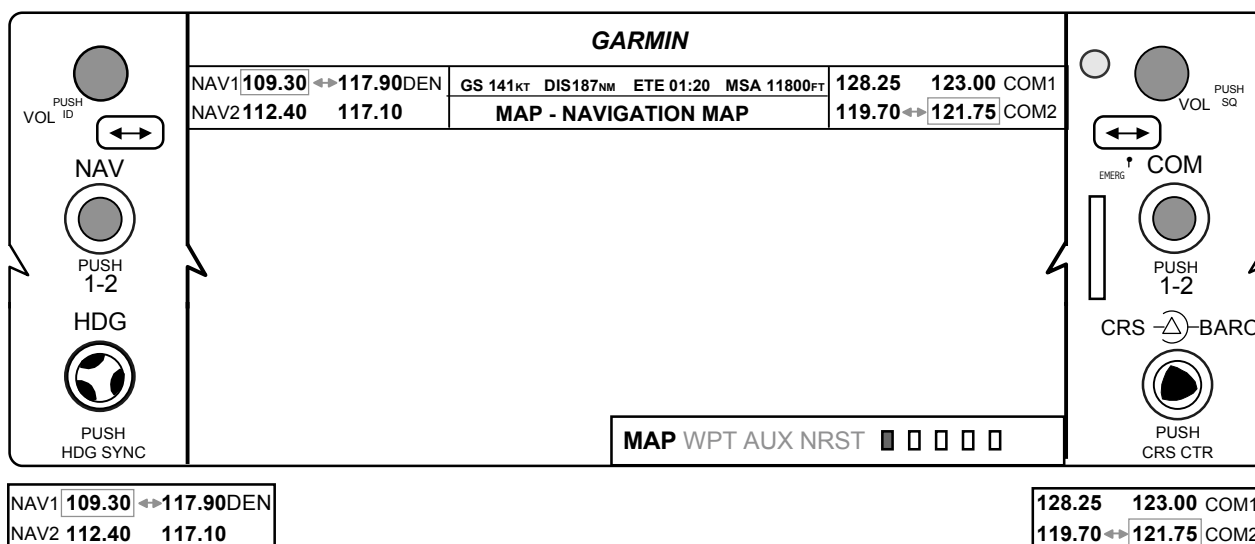 GARMIN
NAV1 109.30 ↔ 117.90DEN
NAV2 112.40 117.10
GS 141KT DIS187NM ETE 01:20 MSA 11800FT
MAP - NAVIGATION MAP
128.25 123.00 COM1
119.70 ↔ 121.75 COM2
VOL
PUSH
ID
NAV
PUSH
1-2
HDG
PUSH
HDG SYNC
VOL
PUSH
SQ
EMERG
COM
PUSH
1-2
CRS BARO
PUSH
CRS CTR
MAP WPT AUX NRST
NAV1 109.30 ↔ 117.90DEN
NAV2 112.40 117.10
128.25 123.00 COM1
119.70 ↔ 121.75 COM2